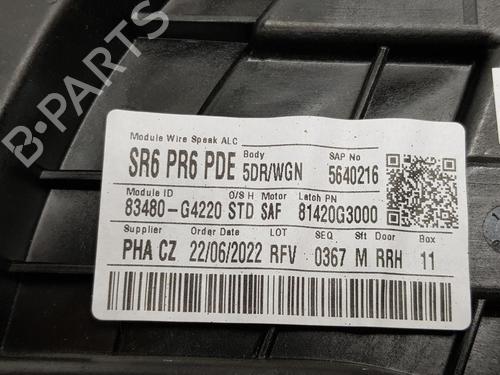 B-PARTS
Module Wire Speak ALC Body SAP No
SR6 PR6 PDE 5DR/WGN 5640216
Module ID O/S H Motor Latch PN
83480-G4220 STD SAF 81420G3000
Supplier Order Date LOT SEQ Sft Door Box
PHA CZ 22/06/2022 RFV 0367 M RRH 11